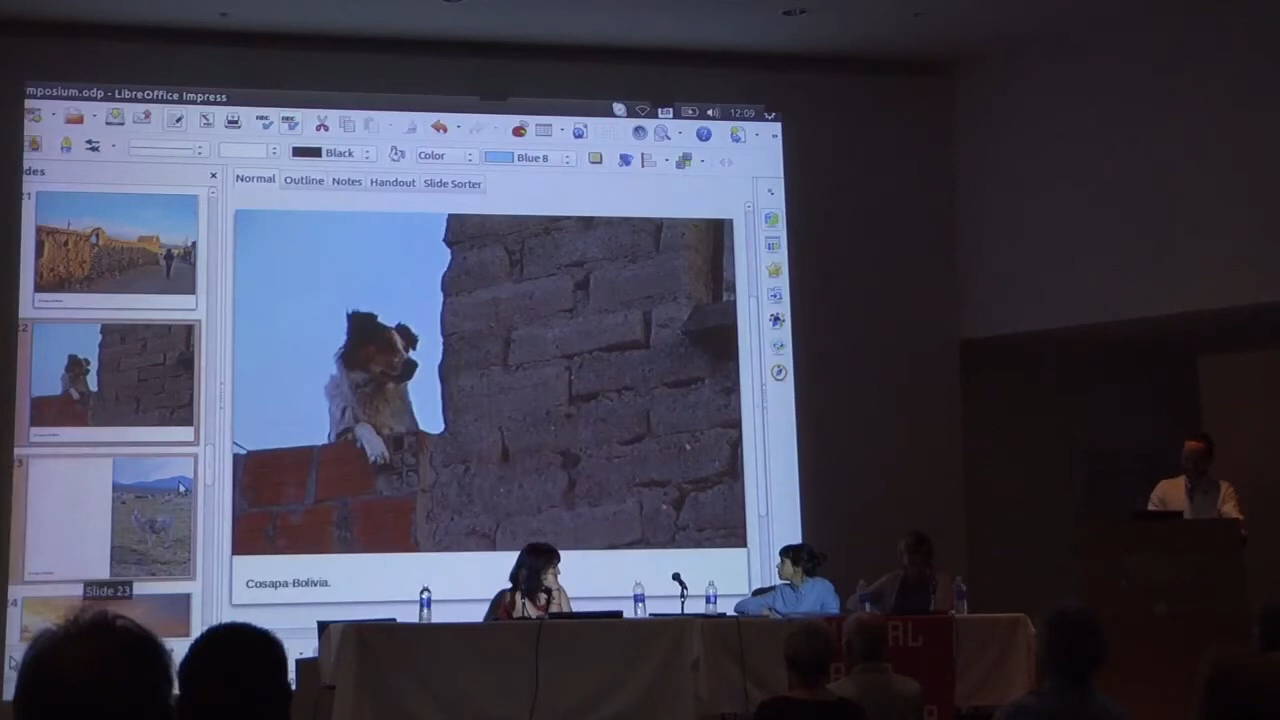 mposium.odp - LibreOffice Impress
12:09
Black
Color
Blue 8
des
Normal
Outline
Notes
Handout
Slide Sorter
Slide 23
Cosapa-Bolivia.